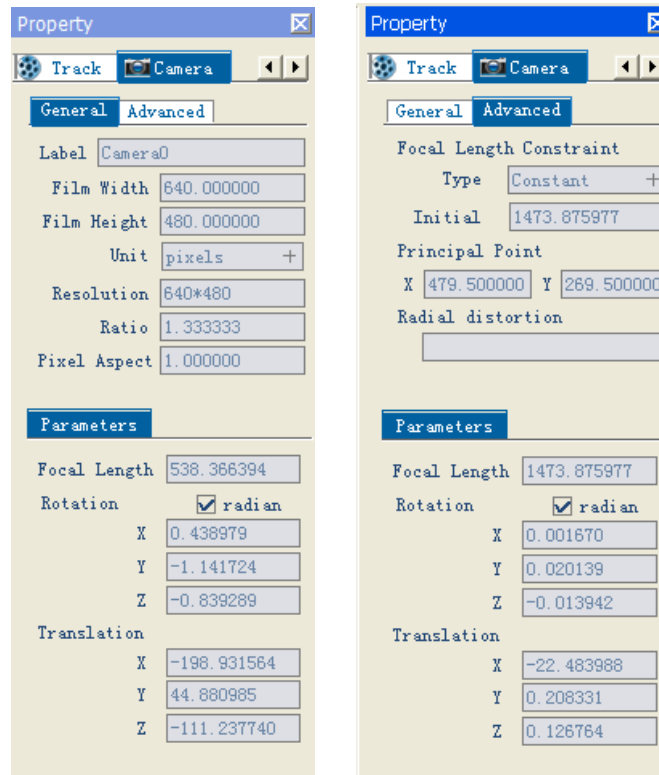 Property
Track Camera
General Advanced
Label Camera0
Film Width 640.000000
Film Height 480.000000
Unit pixels
Resolution 640*480
Ratio 1.333333
Pixel Aspect 1.000000
Parameters
Focal Length 538.366394
Rotation radian
X 0.438979
Y -1.141724
Z -0.839289
Translation
X -198.931564
Y 44.880985
Z -111.237740
Property
Track Camera
General Advanced
Focal Length Constraint
Type Constant
Initial 1473.875977
Principal Point
X 479.500000 Y 269.500000
Radial distortion
Parameters
Focal Length 1473.875977
Rotation radian
X 0.001670
Y 0.020139
Z -0.013942
Translation
X -22.483988
Y 0.208331
Z 0.126764